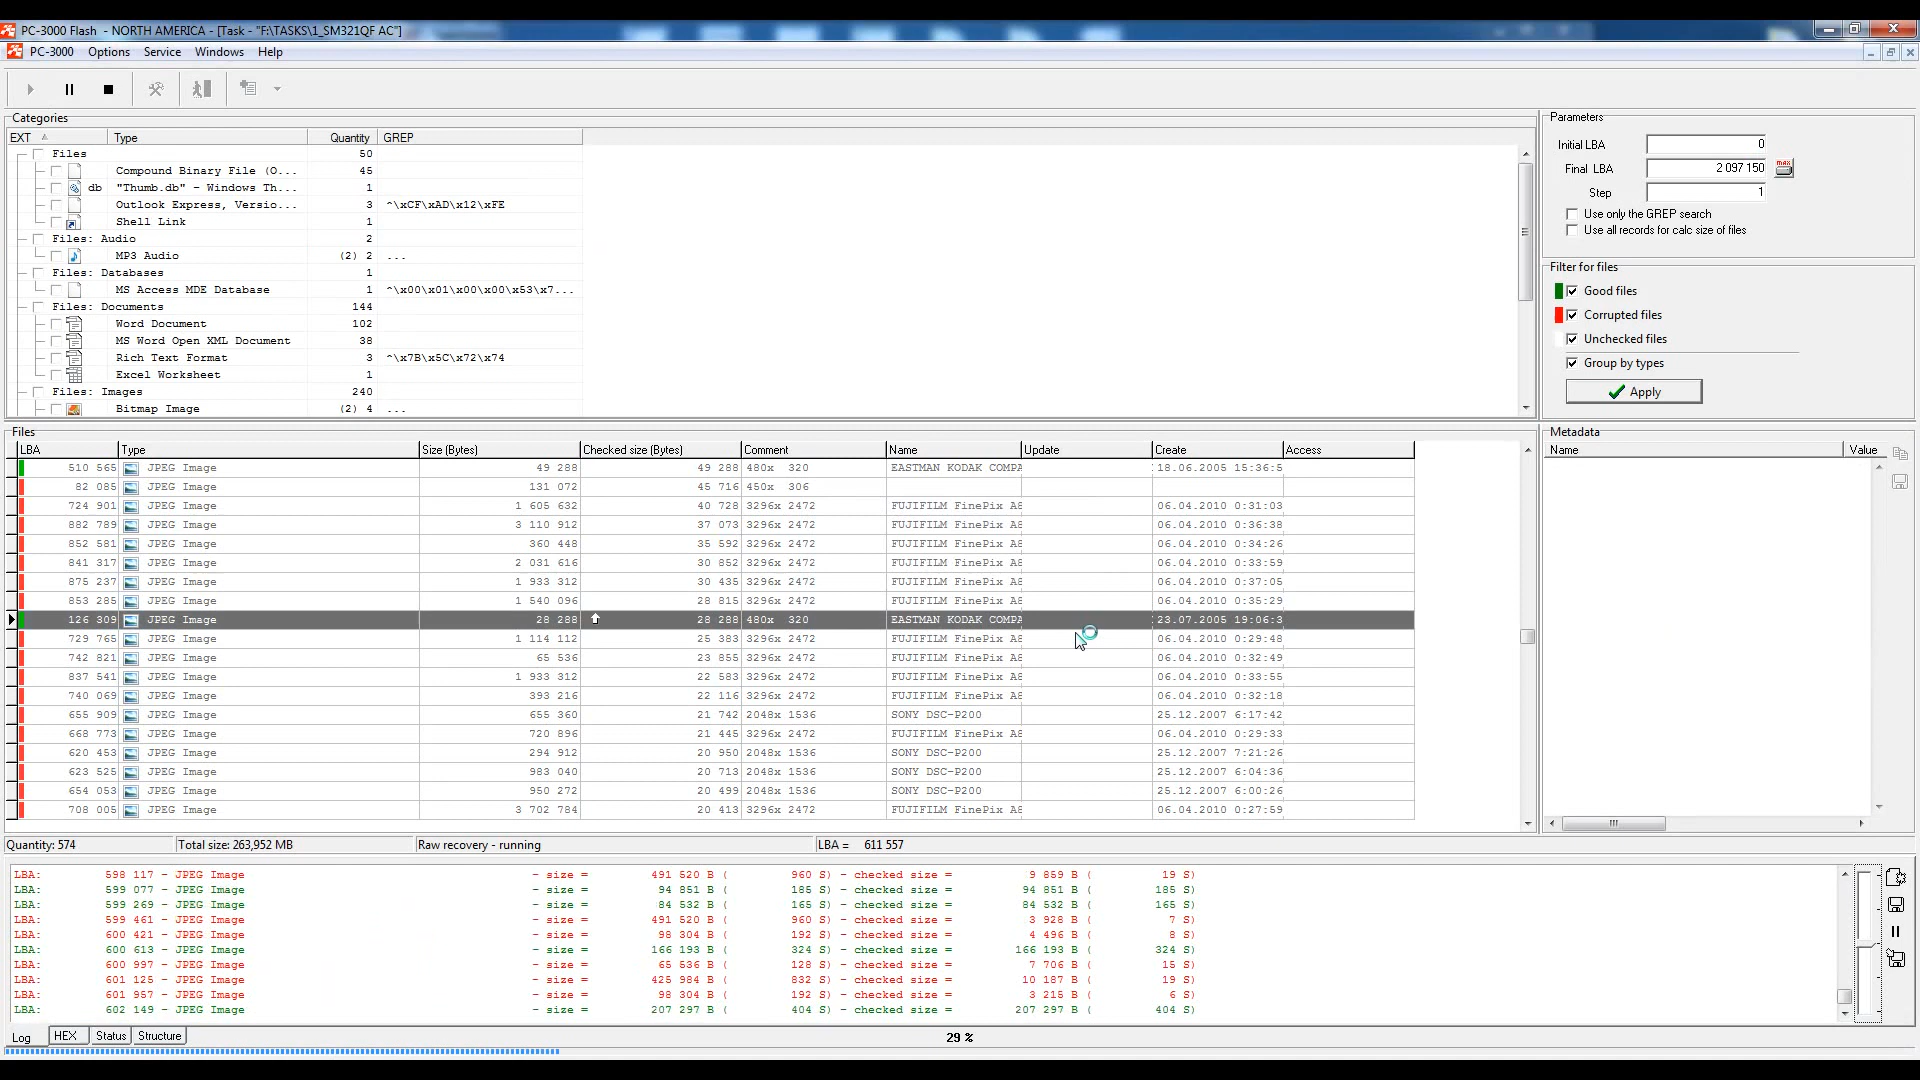 PC-3000 Flash - NORTH AMERICA - [Task - "F:\TASKS\1_SM321QF AC"]
PC-3000 Options Service Windows Help
Categories
EXT Type Quantity GREP
Files 50
Compound Binary File (O... 45
db "Thumb.db" - Windows Th... 1
Outlook Express, Versio... 3 ^\xCF\xAD\x12\xFE
Shell Link 1
Files: Audio 2
MP3 Audio (2) 2 ...
Files: Databases 1
MS Access MDE Database 1 ^\x00\x01\x00\x00\x53\x7...
Files: Documents 144
Word Document 102
MS Word Open XML Document 38
Rich Text Format 3 ^\x7B\x5C\x72\x74
Excel Worksheet 1
Files: Images 240
Bitmap Image (2) 4 ...
Parameters
Initial LBA 0
Final LBA 2 097 150
Step 1
Use only the GREP search
Use all records for calc size of files
Filter for files
Good files
Corrupted files
Unchecked files
Group by types
Apply
Files
LBA Type Size (Bytes) Checked size (Bytes) Comment Name Update Create Access
510 565 JPEG Image 49 288 49 288 480x 320 EASTMAN KODAK COMPA 18.06.2005 15:36:5
82 085 JPEG Image 131 072 45 716 450x 306
724 901 JPEG Image 1 605 632 40 728 3296x 2472 FUJIFILM FinePix A8 06.04.2010 0:31:03
882 789 JPEG Image 3 110 912 37 073 3296x 2472 FUJIFILM FinePix A8 06.04.2010 0:36:38
852 581 JPEG Image 360 448 35 592 3296x 2472 FUJIFILM FinePix A8 06.04.2010 0:34:26
841 317 JPEG Image 2 031 616 30 852 3296x 2472 FUJIFILM FinePix A8 06.04.2010 0:33:59
875 237 JPEG Image 1 933 312 30 435 3296x 2472 FUJIFILM FinePix A8 06.04.2010 0:37:05
853 285 JPEG Image 1 540 096 28 815 3296x 2472 FUJIFILM FinePix A8 06.04.2010 0:35:29
126 309 JPEG Image 28 288 28 288 480x 320 EASTMAN KODAK COMPA 23.07.2005 19:06:3
729 765 JPEG Image 1 114 112 25 383 3296x 2472 FUJIFILM FinePix A8 06.04.2010 0:29:48
742 821 JPEG Image 65 536 23 855 3296x 2472 FUJIFILM FinePix A8 06.04.2010 0:32:49
837 541 JPEG Image 1 933 312 22 583 3296x 2472 FUJIFILM FinePix A8 06.04.2010 0:33:55
740 069 JPEG Image 393 216 22 116 3296x 2472 FUJIFILM FinePix A8 06.04.2010 0:32:18
655 909 JPEG Image 655 360 21 742 2048x 1536 SONY DSC-P200 25.12.2007 6:17:42
668 773 JPEG Image 720 896 21 445 3296x 2472 FUJIFILM FinePix A8 06.04.2010 0:29:33
620 453 JPEG Image 294 912 20 950 2048x 1536 SONY DSC-P200 25.12.2007 7:21:26
623 525 JPEG Image 983 040 20 713 2048x 1536 SONY DSC-P200 25.12.2007 6:04:36
654 053 JPEG Image 950 272 20 499 2048x 1536 SONY DSC-P200 25.12.2007 6:00:26
708 005 JPEG Image 3 702 784 20 413 3296x 2472 FUJIFILM FinePix A8 06.04.2010 0:27:59
Metadata
Name Value
Quantity: 574 Total size: 263,952 MB Raw recovery - running LBA = 611 557
LBA: 598 117 - JPEG Image - size = 491 520 B ( 960 S) - checked size = 9 859 B ( 19 S)
LBA: 599 077 - JPEG Image - size = 94 851 B ( 185 S) - checked size = 94 851 B ( 185 S)
LBA: 599 269 - JPEG Image - size = 84 532 B ( 165 S) - checked size = 84 532 B ( 165 S)
LBA: 599 461 - JPEG Image - size = 491 520 B ( 960 S) - checked size = 3 928 B ( 7 S)
LBA: 600 421 - JPEG Image - size = 98 304 B ( 192 S) - checked size = 4 496 B ( 8 S)
LBA: 600 613 - JPEG Image - size = 166 193 B ( 324 S) - checked size = 166 193 B ( 324 S)
LBA: 600 997 - JPEG Image - size = 65 536 B ( 128 S) - checked size = 7 706 B ( 15 S)
LBA: 601 125 - JPEG Image - size = 425 984 B ( 832 S) - checked size = 10 187 B ( 19 S)
LBA: 601 957 - JPEG Image - size = 98 304 B ( 192 S) - checked size = 3 215 B ( 6 S)
LBA: 602 149 - JPEG Image - size = 207 297 B ( 404 S) - checked size = 207 297 B ( 404 S)
Log HEX Status Structure
29 %